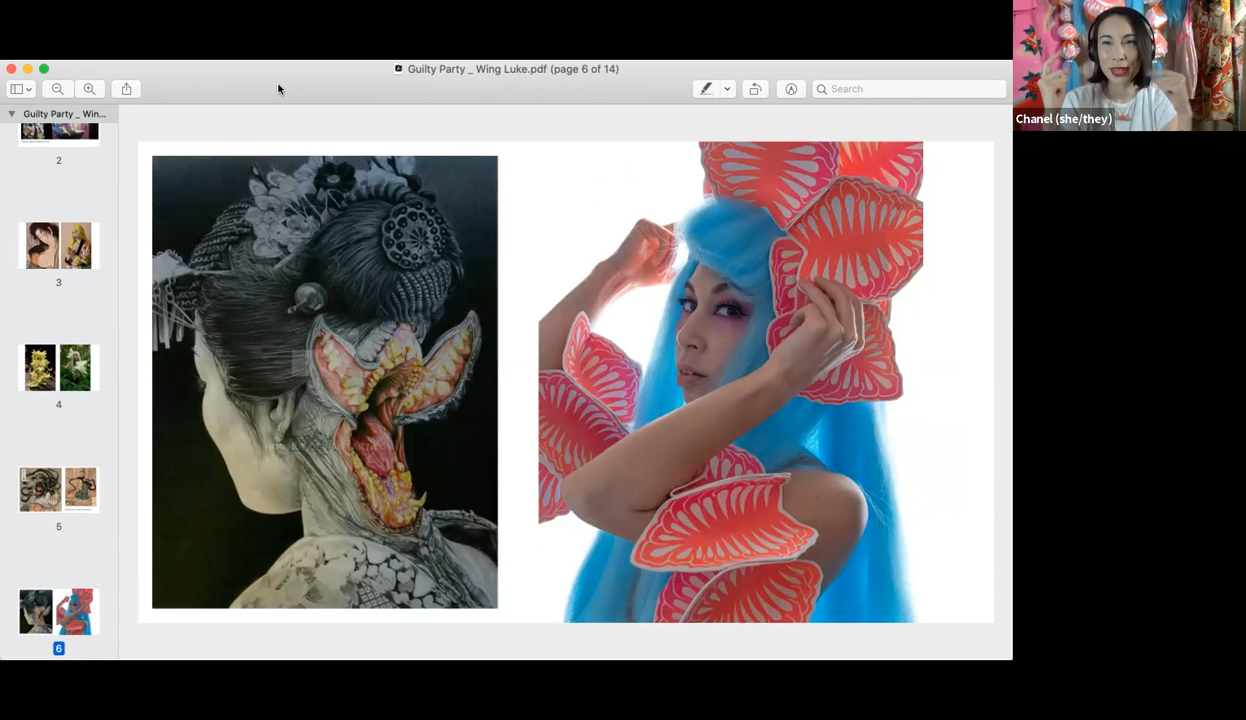 Guilty Party _ Wing Luke.pdf (page 6 of 14)
Search
Guilty Party _ Win...
2
3
4
5
6
Chanel (she/they)